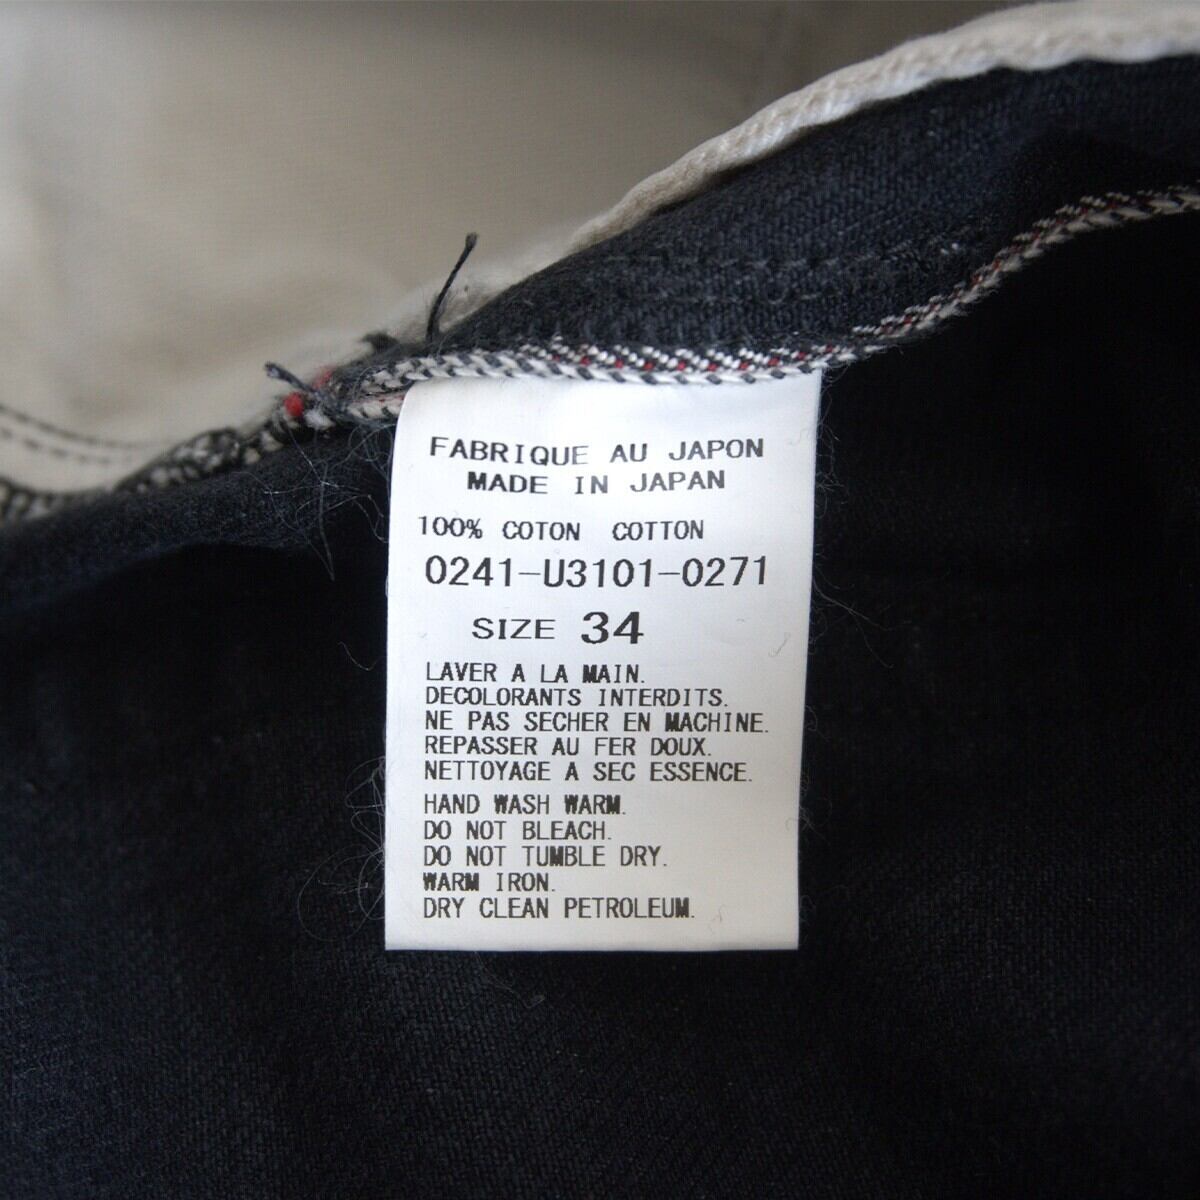 FABRIQUE AU JAPON
MADE IN JAPAN
100% COTON COTTON
0241-U3101-0271
SIZE 34
LAVER A LA MAIN.
DECOLORANTS INTERDITS.
NE PAS SECHER EN MACHINE.
REPASSER AU FER DOUX.
NETTOYAGE A SEC ESSENCE.
HAND WASH WARM.
DO NOT BLEACH.
DO NOT TUMBLE DRY.
WARM IRON.
DRY CLEAN PETROLEUM.